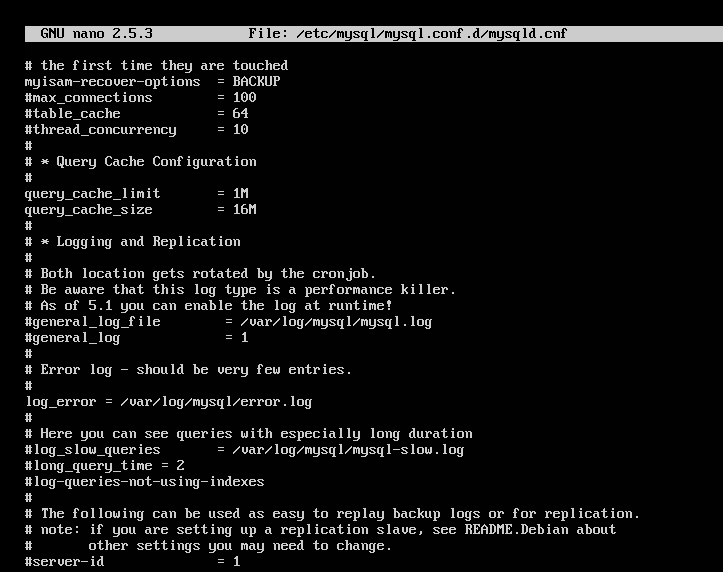 GNU nano 2.5.3 File: /etc/mysql/mysql.conf.d/mysqld.cnf
# the first time they are touched
myisam-recover-options = BACKUP
#max_connections = 100
#table_cache = 64
#thread_concurrency = 10
#
# * Query Cache Configuration
#
query_cache_limit = 1M
query_cache_size = 16M
#
# * Logging and Replication
#
# Both location gets rotated by the cronjob.
# Be aware that this log type is a performance killer.
# As of 5.1 you can enable the log at runtime!
#general_log_file = /var/log/mysql/mysql.log
#general_log = 1
#
# Error log - should be very few entries.
#
log_error = /var/log/mysql/error.log
#
# Here you can see queries with especially long duration
#log_slow_queries = /var/log/mysql/mysql-slow.log
#long_query_time = 2
#log-queries-not-using-indexes
#
# The following can be used as easy to replay backup logs or for replication.
# note: if you are setting up a replication slave, see README.Debian about
# other settings you may need to change.
#server-id = 1